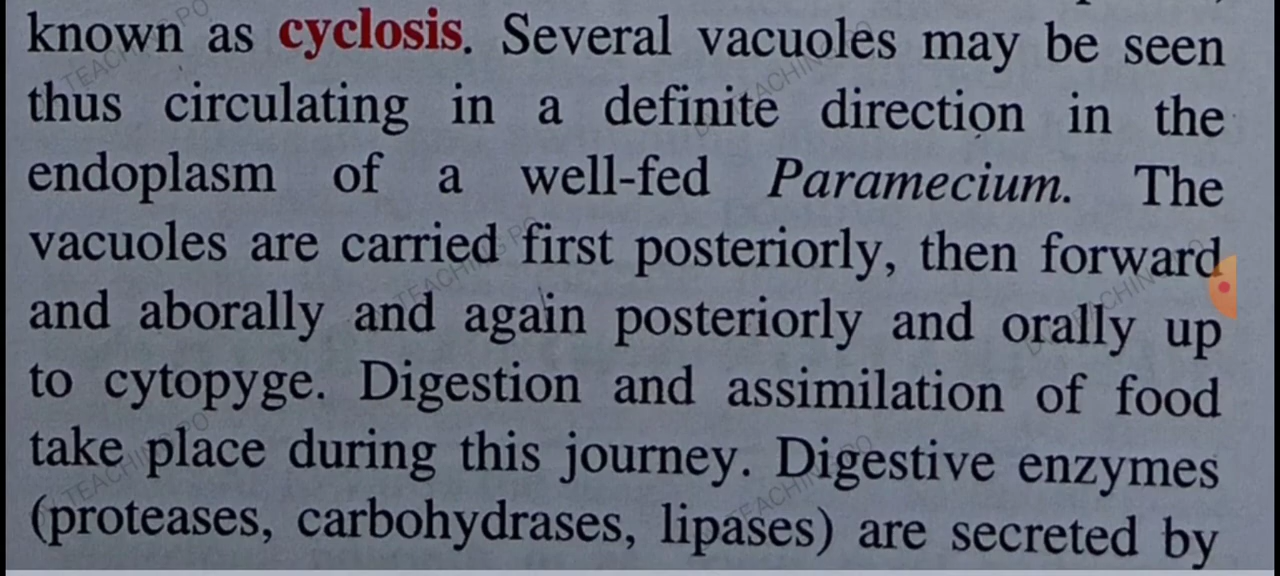 known as cyclosis. Several vacuoles may be seen
thus circulating in a definite direction in the
endoplasm of a well-fed Paramecium. The
vacuoles are carried first posteriorly, then forward
and aborally and again posteriorly and orally up
to cytopyge. Digestion and assimilation of food
take place during this journey. Digestive enzymes
(proteases, carbohydrases, lipases) are secreted by